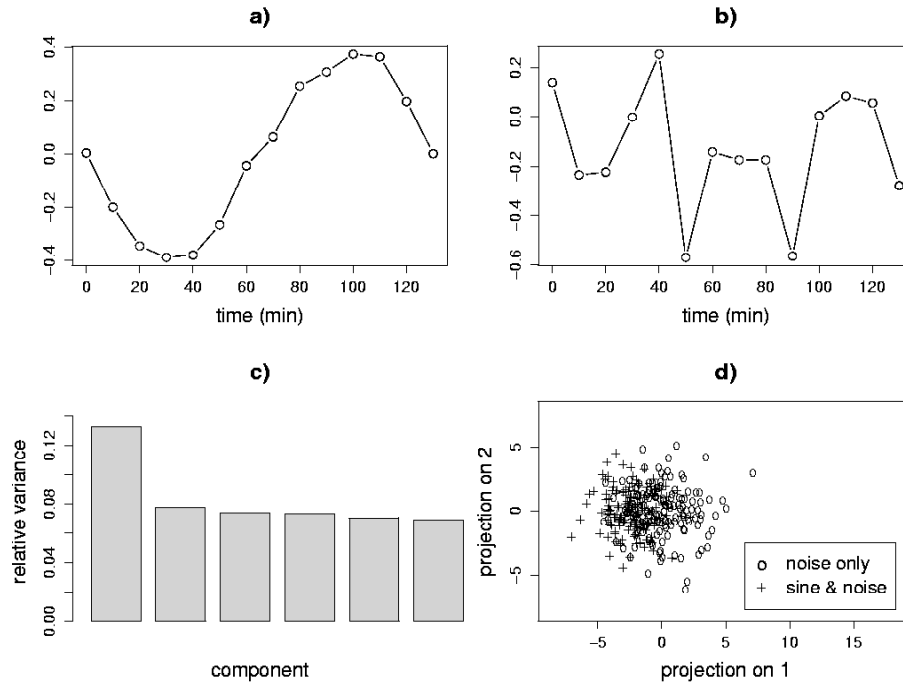 a)
0.4
0.2
0.0
−0.2
−0.4
0 20 40 60 80 100 120
time (min)
b)
0.2
0.0
−0.2
−0.4
−0.6
0 20 40 60 80 100 120
time (min)
c)
relative variance
0.12
0.08
0.04
0.00
component
d)
projection on 2
5
0
−5
noise only
sine & noise
−5 0 5 10 15
projection on 1